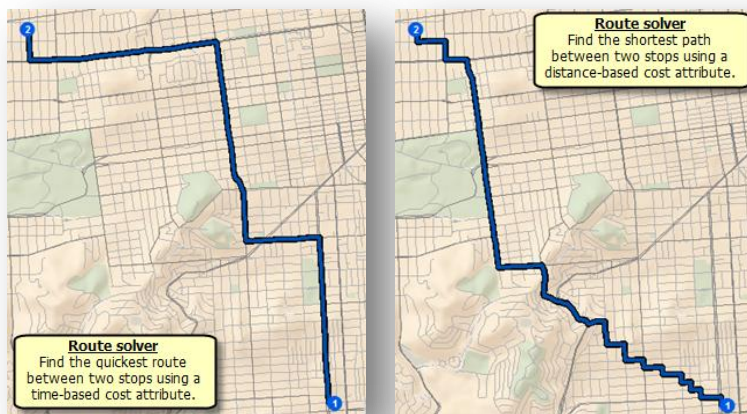 2
1
Route solver
Find the quickest route
between two stops using a
time-based cost attribute.
2
Route solver
Find the shortest path
between two stops using a
distance-based cost attribute.
1